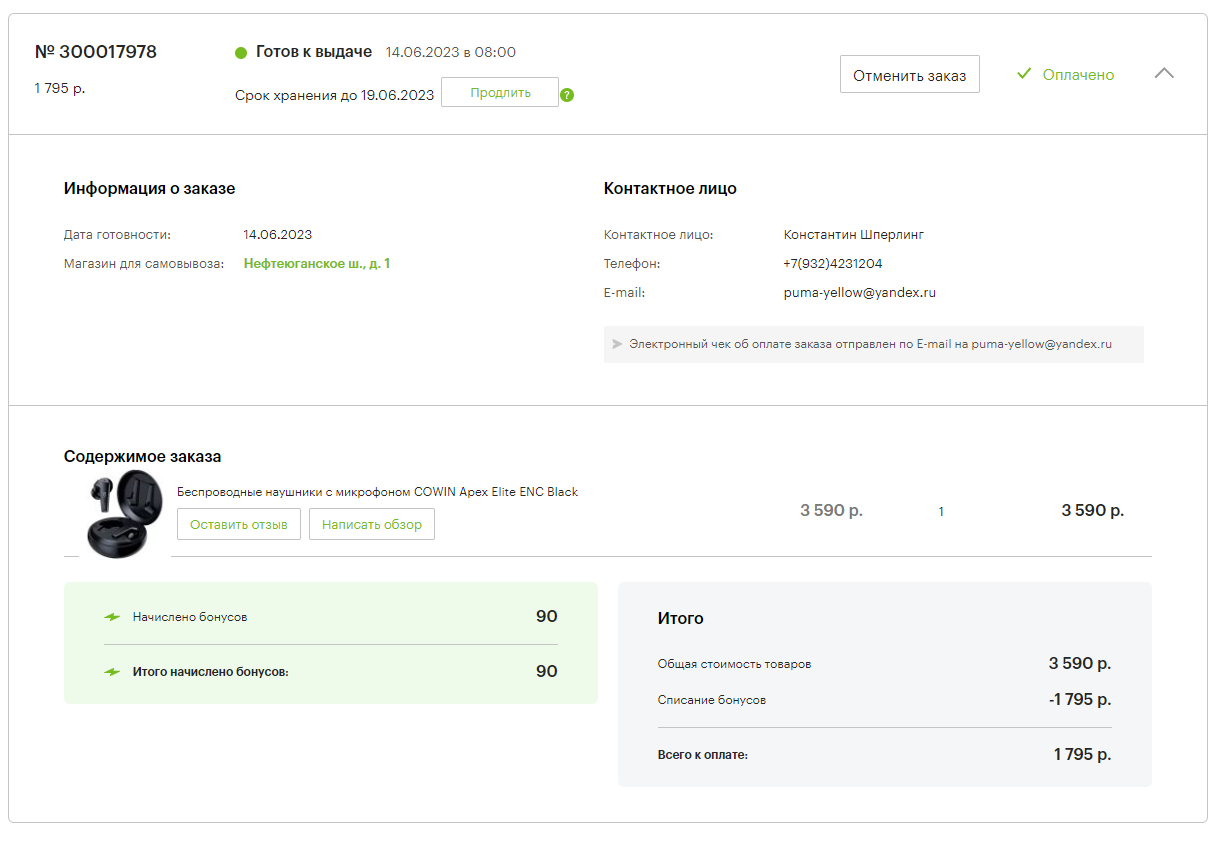 № 300017978
Готов к выдаче 14.06.2023 в 08:00
Отменить заказ
Оплачено
1 795 р.
Срок хранения до 19.06.2023 Продлить ?
Информация о заказе
Дата готовности: 14.06.2023
Магазин для самовывоза: Нефтеюганское ш., д. 1
Контактное лицо
Контактное лицо: Константин Шперлинг
Телефон: +7(932)4231204
E-mail: puma-yellow@yandex.ru
Электронный чек об оплате заказа отправлен по E-mail на puma-yellow@yandex.ru
Содержимое заказа
Беспроводные наушники с микрофоном COWIN Apex Elite ENC Black
Оставить отзыв Написать обзор
3 590 р. 1 3 590 р.
Начислено бонусов 90
Итого начислено бонусов: 90
Итого
Общая стоимость товаров 3 590 р.
Списание бонусов -1 795 р.
Всего к оплате: 1 795 р.